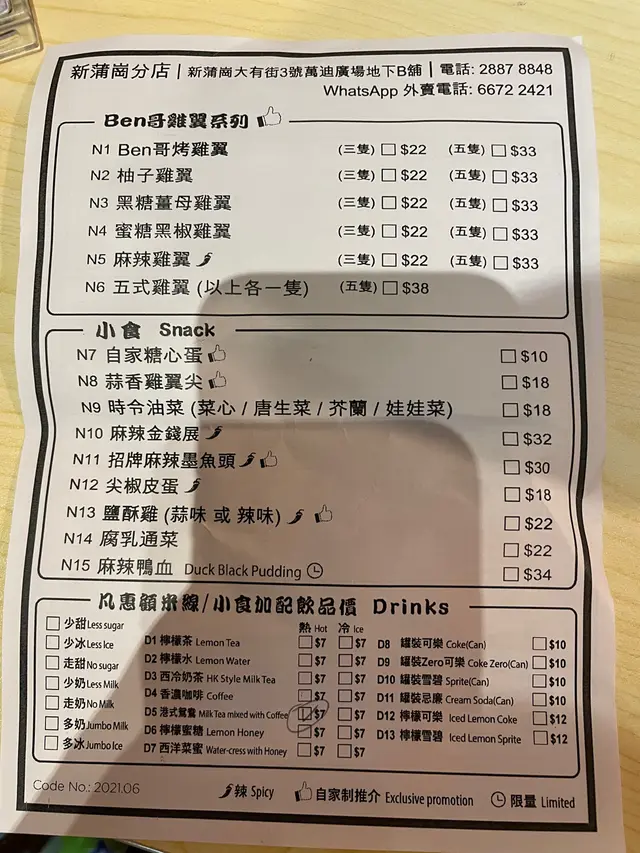 新蒲崗分店 | 新蒲崗大有街3號萬迪廣場地下B舖 | 電話: 2887 8848
WhatsApp 外賣電話: 6672 2421
Ben哥雞翼系列
N1 Ben哥烤雞翼 (三隻) $22 (五隻) $33
N2 柚子雞翼 (三隻) $22 (五隻) $33
N3 黑糖薑母雞翼 (三隻) $22 (五隻) $33
N4 蜜糖黑椒雞翼 (三隻) $22 (五隻) $33
N5 麻辣雞翼 (三隻) $22 (五隻) $33
N6 五式雞翼 (以上各一隻) (五隻) $38
小食 Snack
N7 自家糖心蛋 $10
N8 蒜香雞翼尖 $18
N9 時令油菜 (菜心 / 唐生菜 / 芥蘭 / 娃娃菜) $18
N10 麻辣金錢展 $32
N11 招牌麻辣墨魚頭 $30
N12 尖椒皮蛋 $18
N13 鹽酥雞 (蒜味 或 辣味) $22
N14 腐乳通菜 $22
N15 麻辣鴨血 Duck Black Pudding $34
凡惠顧米線/小食加配飲品價 Drinks
熱 Hot 冷 Ice
少甜 Less sugar
少冰 Less Ice
走甜 No sugar
少奶 Less Milk
走奶 No Milk
多奶 Jumbo Milk
多冰 Jumbo Ice
D1 檸檬茶 Lemon Tea $7 $7
D2 檸檬水 Lemon Water $7 $7
D3 西冷奶茶 HK Style Milk Tea $7 $7
D4 香濃咖啡 Coffee $7 $7
D5 港式鴛鴦 Milk Tea mixed with Coffee $7 $7
D6 檸檬蜜糖 Lemon Honey $7 $7
D7 西洋菜蜜 Water-cress with Honey $7 $7
D8 罐裝可樂 Coke(Can) $10
D9 罐裝Zero可樂 Coke Zero(Can) $10
D10 罐裝雪碧 Sprite(Can) $10
D11 罐裝忌廉 Cream Soda(Can) $10
D12 檸檬可樂 Iced Lemon Coke $12
D13 檸檬雪碧 Iced Lemon Sprite $12
Code No.: 2021.06
辣 Spicy 自家制推介 Exclusive promotion 限量 Limited